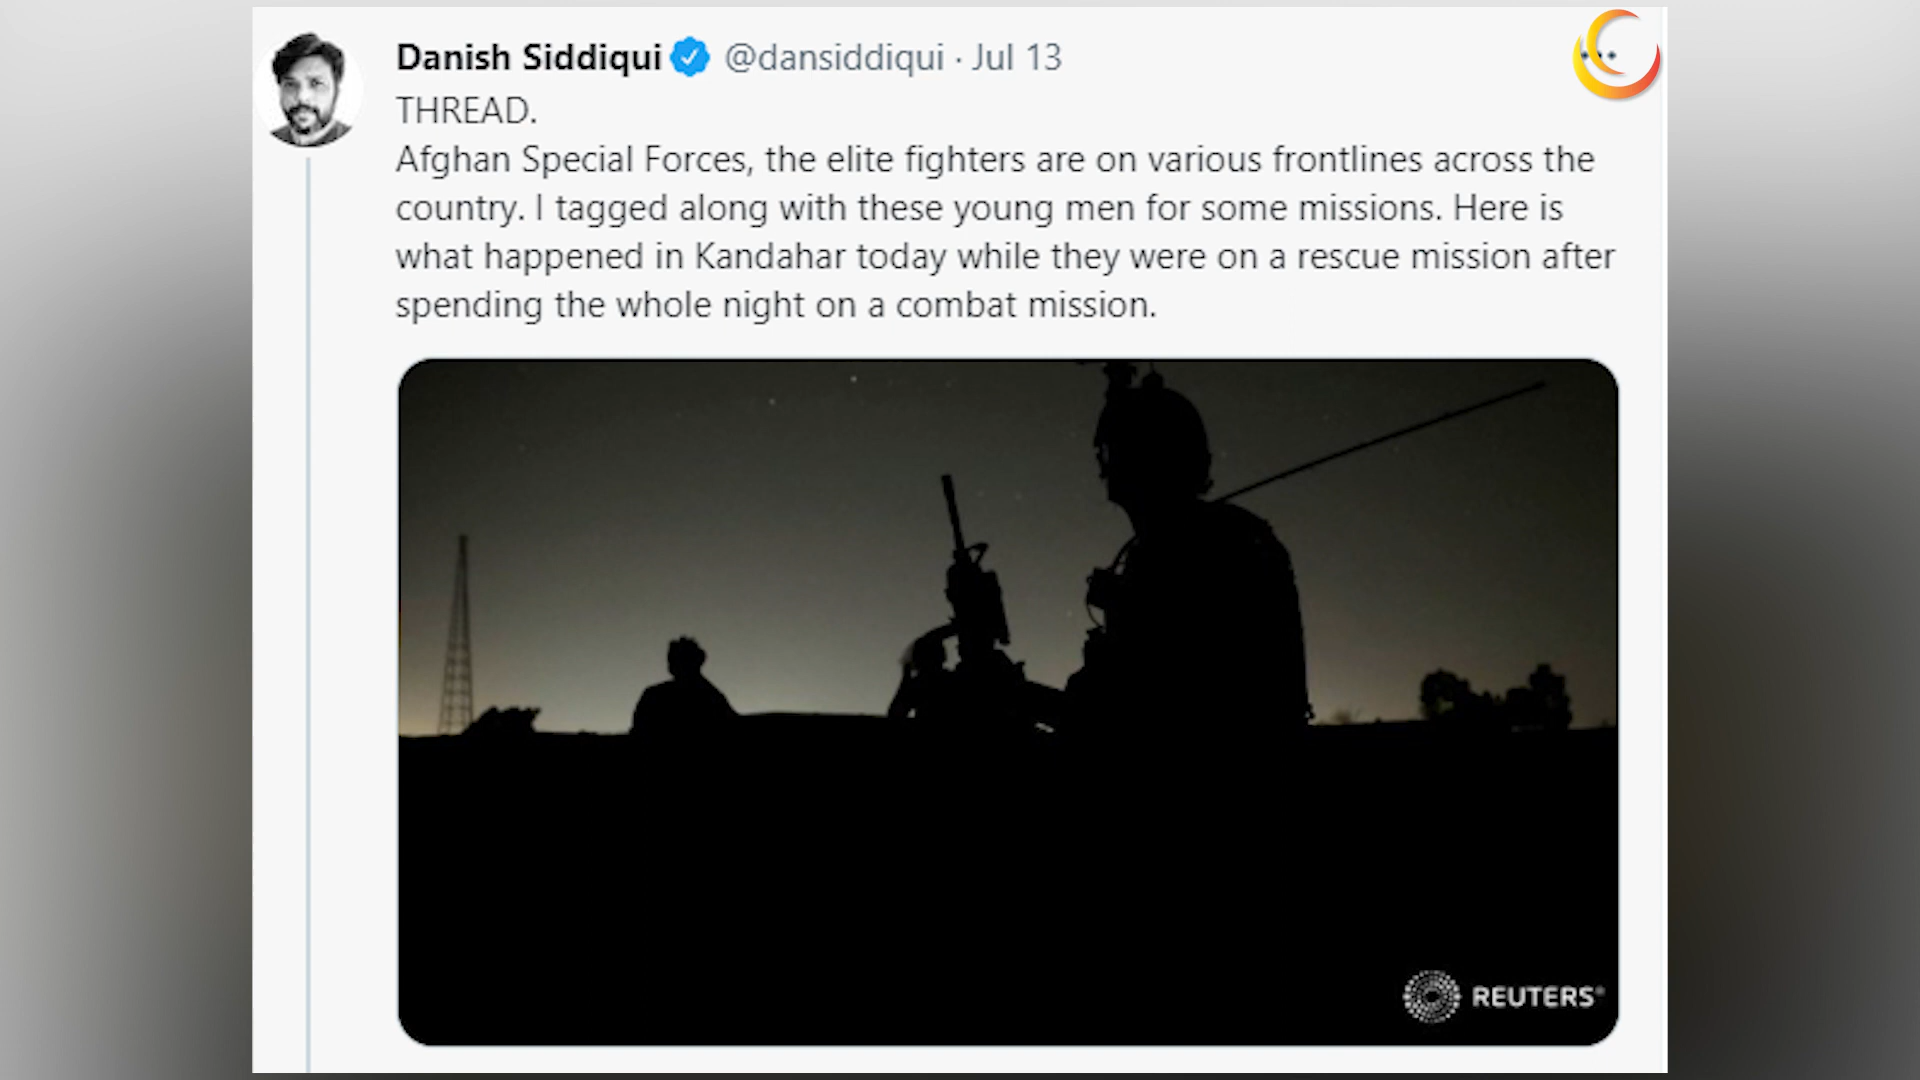 Danish Siddiqui @dansiddiqui · Jul 13
THREAD.
Afghan Special Forces, the elite fighters are on various frontlines across the
country. I tagged along with these young men for some missions. Here is
what happened in Kandahar today while they were on a rescue mission after
spending the whole night on a combat mission.
REUTERS®